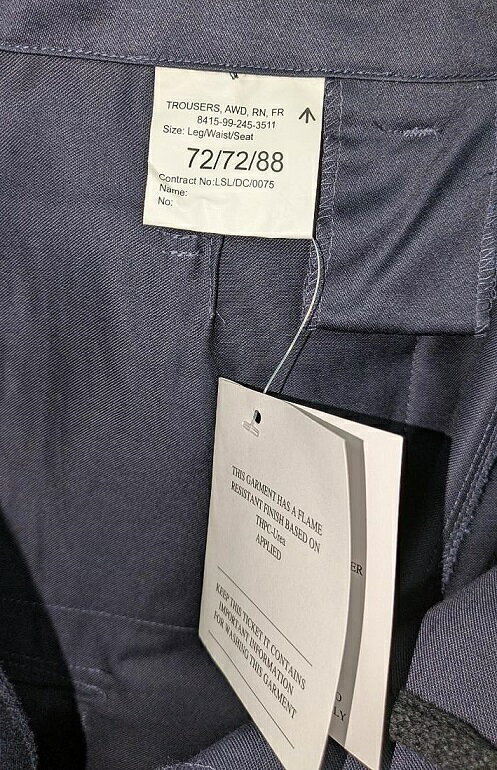 TROUSERS, AWD, RN, FR
8415-99-245-3511
Size: Leg/Waist/Seat
72/72/88
Contract No:LSL/DC/0075
Name:
No:
THIS GARMENT HAS A FLAME
RESISTANT FINISH BASED ON
THPC-Urea
APPLIED
KEEP THIS TICKET IT CONTAINS
IMPORTANT INFORMATION
FOR WASHING THIS GARMENT
ER
D
LY